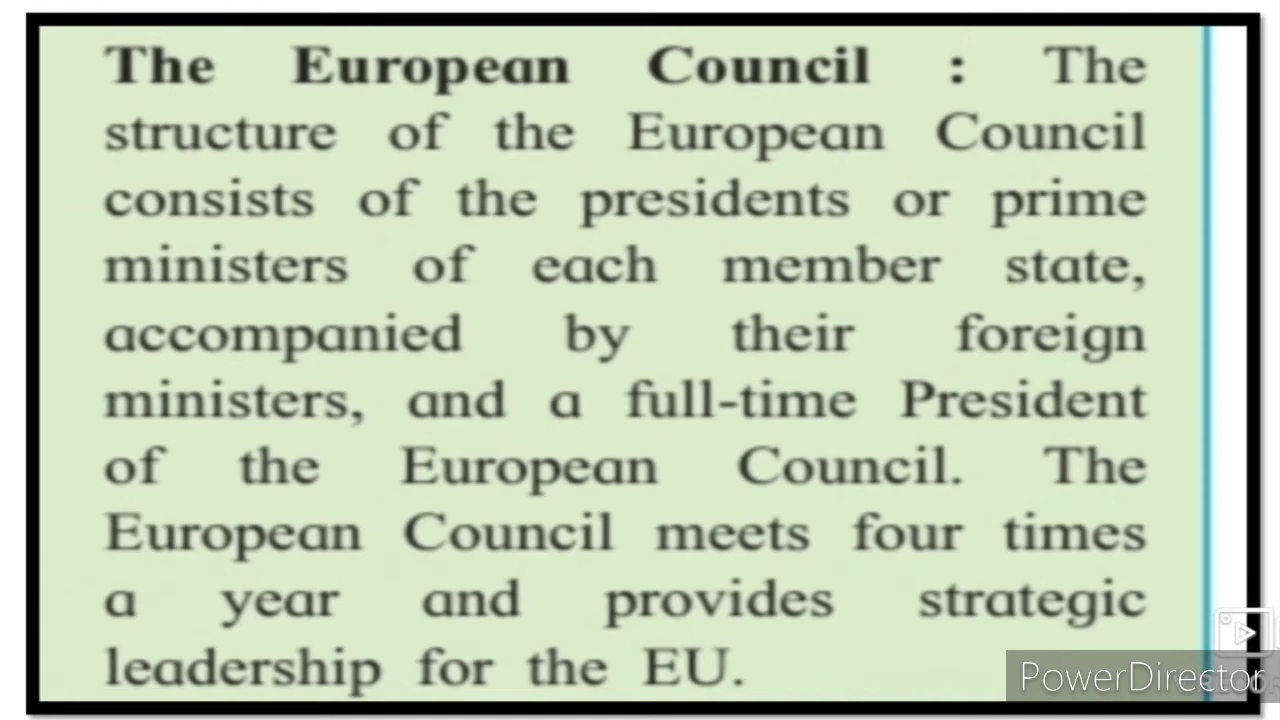 The European Council : The
structure of the European Council
consists of the presidents or prime
ministers of each member state,
accompanied by their foreign
ministers, and a full-time President
of the European Council. The
European Council meets four times
a year and provides strategic
leadership for the EU.
PowerDirector